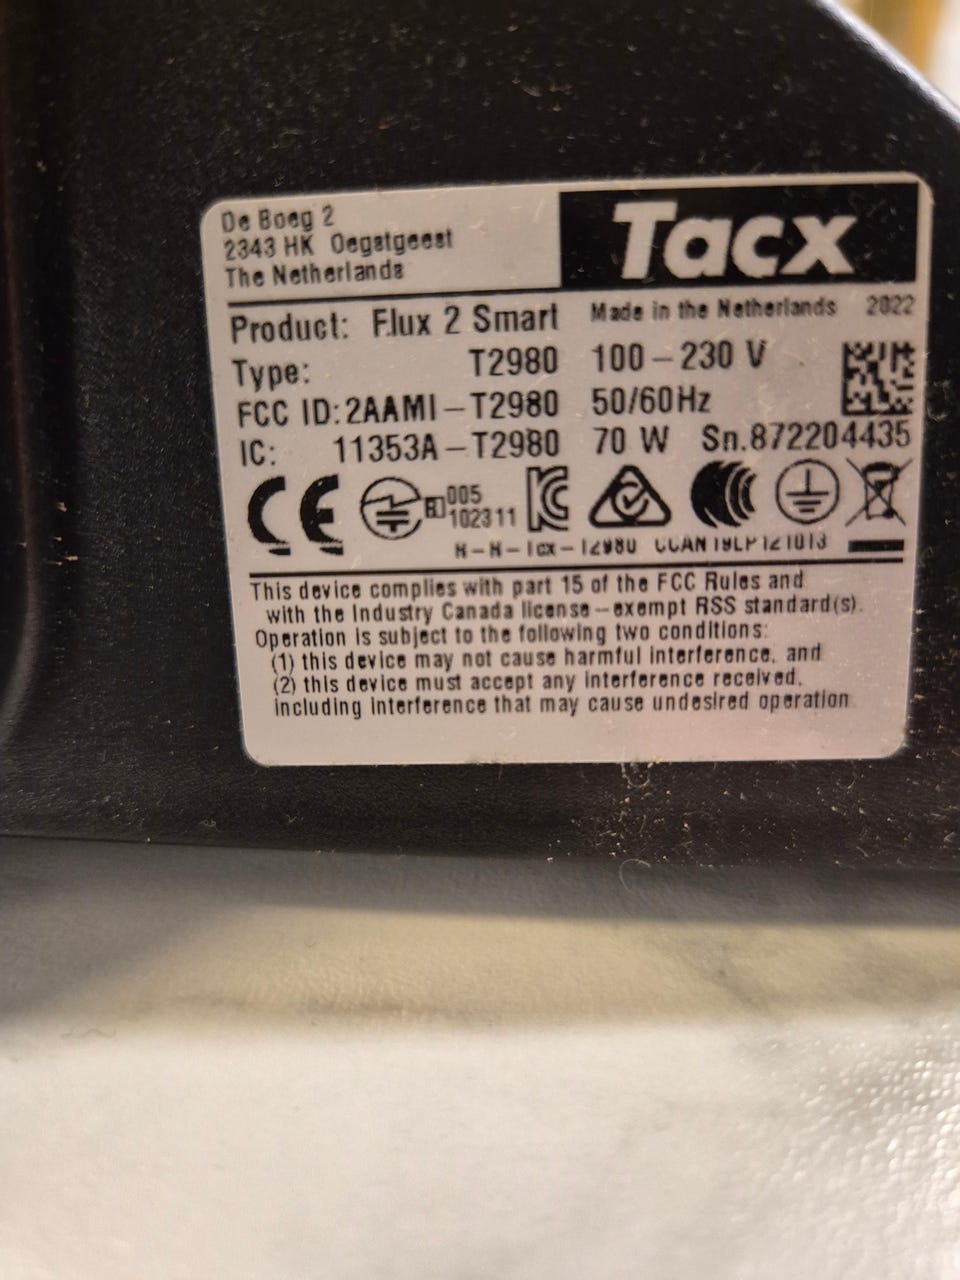 De Boeg 2
2343 HK Oegstgeest
The Netherlands
Tacx
Product: Flux 2 Smart Made in the Netherlands 2022
Type: T2980 100-230 V
FCC ID: 2AAMI-T2980 50/60Hz
IC: 11353A-T2980 70 W Sn.872204435
CE R 005
102311
R-R-Tcx-T2980 CCAN19LP1210T3
This device complies with part 15 of the FCC Rules and
with the Industry Canada license-exempt RSS standard(s).
Operation is subject to the following two conditions:
(1) this device may not cause harmful interference, and
(2) this device must accept any interference received,
including interference that may cause undesired operation